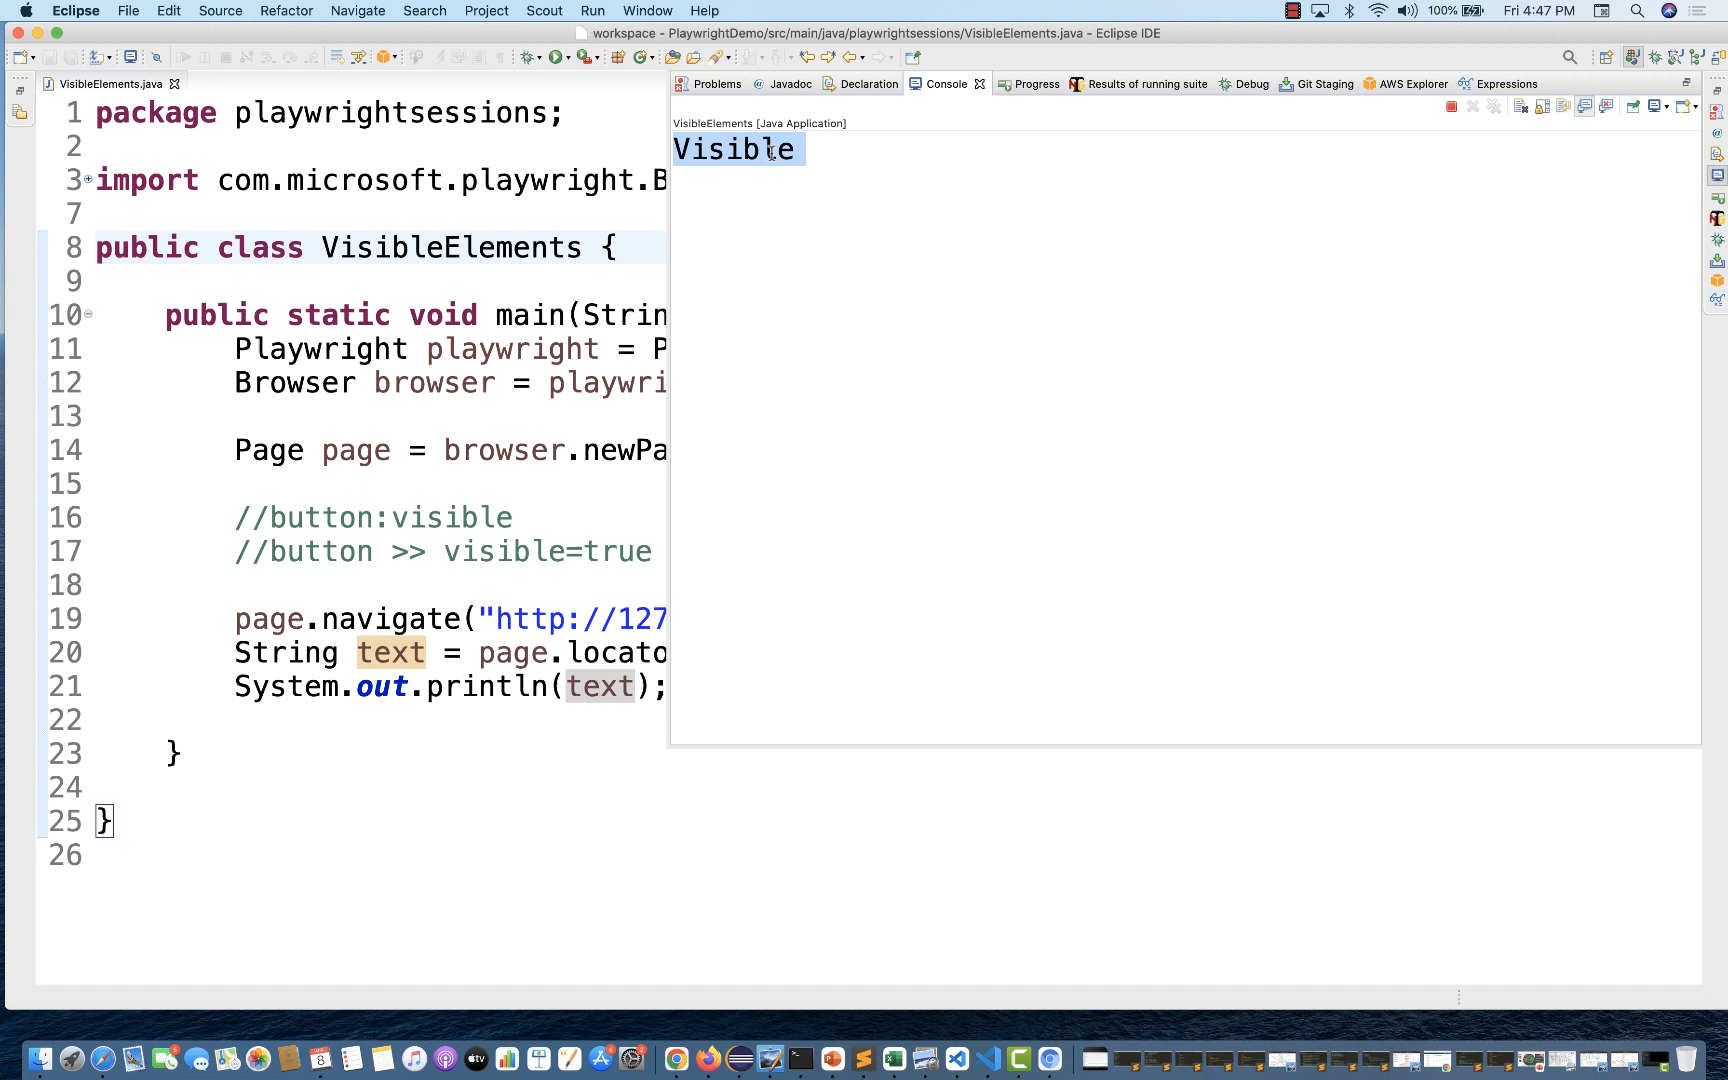 Eclipse File Edit Source Refactor Navigate Search Project Scout Run Window Help 100% Fri 4:47 PM
workspace - PlaywrightDemo/src/main/java/playwrightsessions/VisibleElements.java - Eclipse IDE
VisibleElements.java
Problems Javadoc Declaration Console Progress Results of running suite Debug Git Staging AWS Explorer Expressions
VisibleElements [Java Application]
Visible
1 package playwrightsessions;
2
3 import com.microsoft.playwright.B
7
8 public class VisibleElements {
9
10 public static void main(Strin
11 Playwright playwright = P
12 Browser browser = playwri
13
14 Page page = browser.newPa
15
16 //button:visible
17 //button >> visible=true
18
19 page.navigate("http://127
20 String text = page.locato
21 System.out.println(text);
22
23 }
24
25 }
26